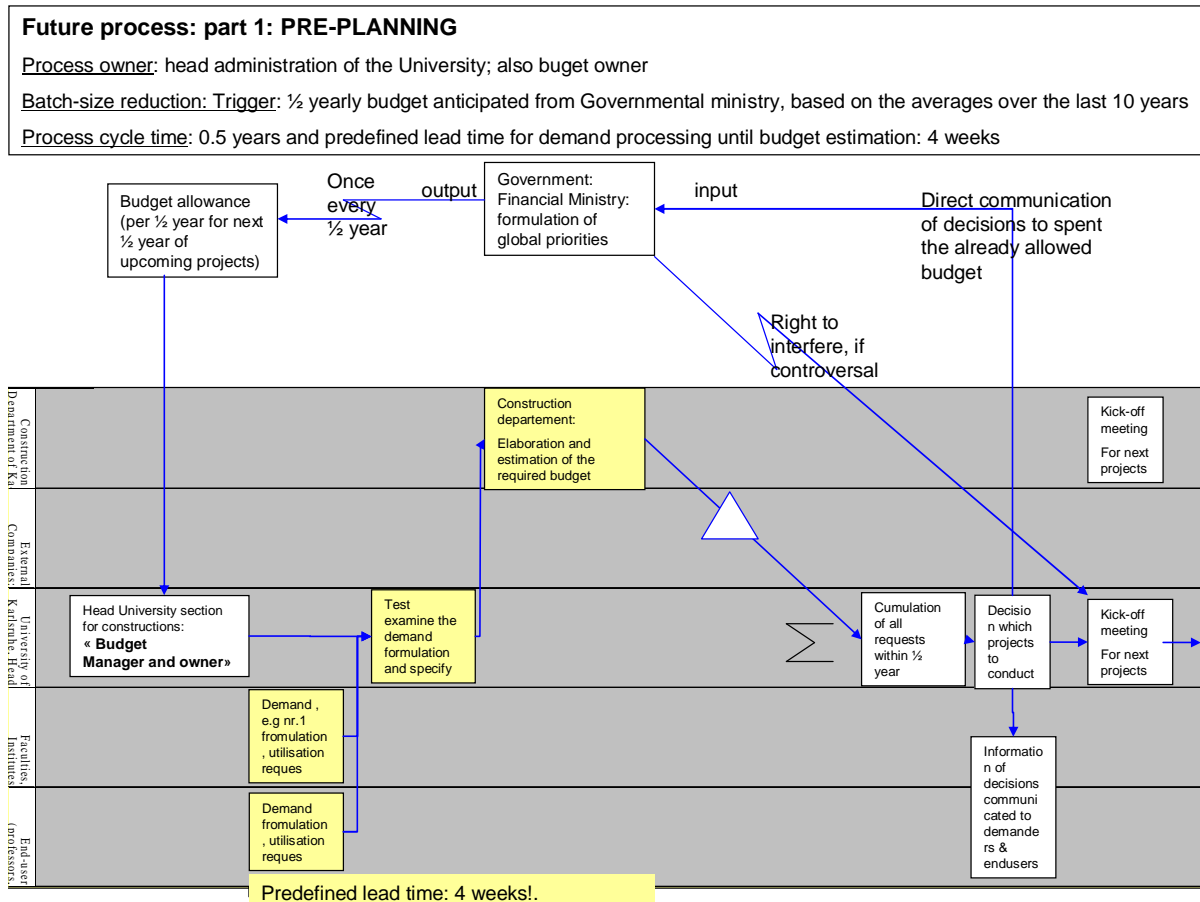 Future process: part 1: PRE-PLANNING
Process owner: head administration of the University; also buget owner
Batch-size reduction: Trigger: ½ yearly budget anticipated from Governmental ministry, based on the averages over the last 10 years
Process cycle time: 0.5 years and predefined lead time for demand processing until budget estimation: 4 weeks
Budget allowance
(per ½ year for next
½ year of
upcoming projects)
Once
every
½ year
output
Government:
Financial Ministry:
formulation of
global priorities
input
Direct communication
of decisions to spent
the already allowed
budget
Right to
interfere, if
controversal
Construction
Department of Ka
Construction
departement:
Elaboration and
estimation of the
required budget
Kick-off
meeting
For next
projects
External
Companies:
University of
Karlsruhe. Head
Head University section
for constructions:
« Budget
Manager and owner»
Test
examine the
demand
formulation
and specify
∑
Cumulation
of all
requests
within ½
year
Decisio
n which
projects
to
conduct
Kick-off
meeting
For next
projects
Faculties,
Institutes
Demand ,
e.g nr.1
fromulation
, utilisation
reques
Informatio
n of
decisions
communi
cated to
demande
rs &
endusers
End-user
(professors,
Demand
fromulation
, utilisation
reques
Predefined lead time: 4 weeks!.